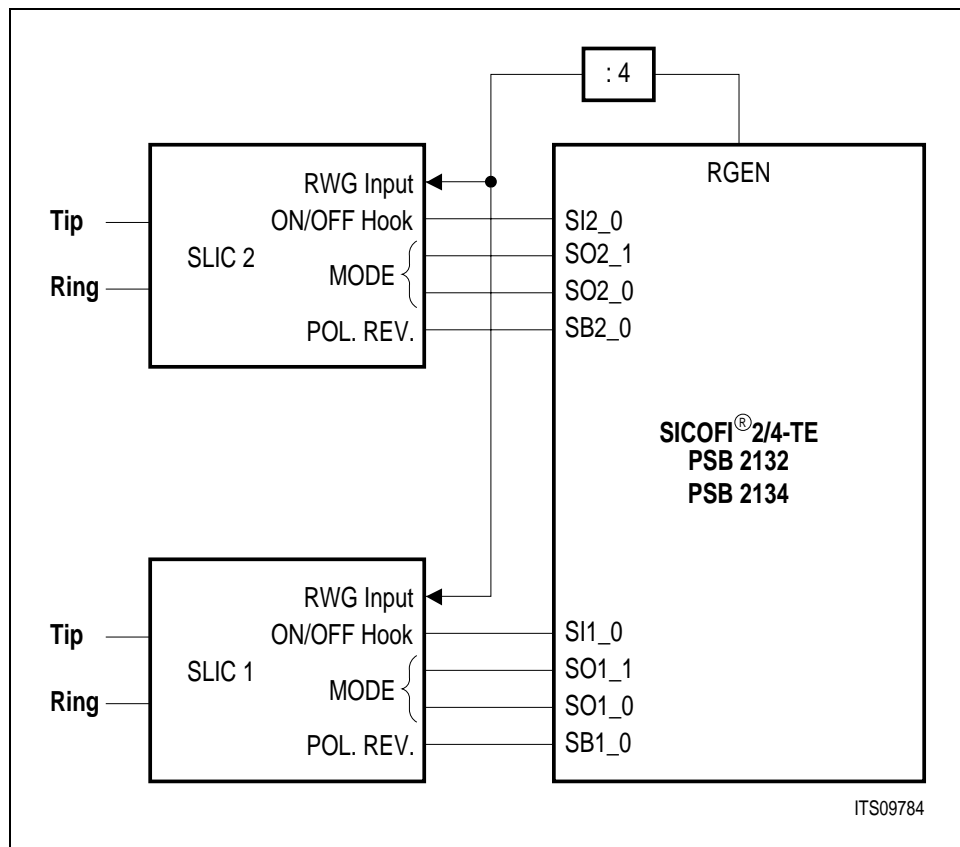 : 4
RGEN
RWG Input
ON/OFF Hook
MODE
POL. REV.
Tip
Ring
SLIC 2
SI2_0
SO2_1
SO2_0
SB2_0
SICOFI®2/4-TE
PSB 2132
PSB 2134
RWG Input
ON/OFF Hook
MODE
POL. REV.
Tip
Ring
SLIC 1
SI1_0
SO1_1
SO1_0
SB1_0
ITS09784